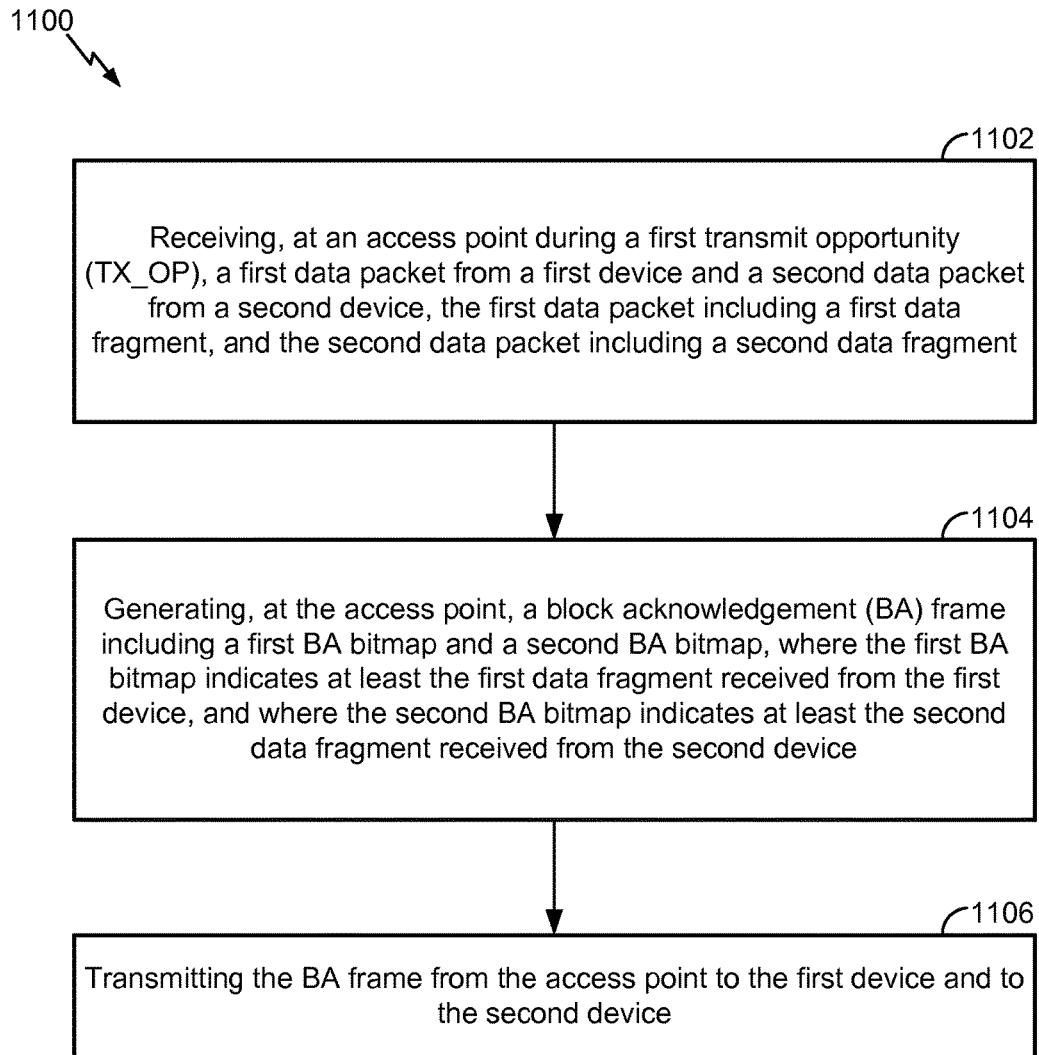 1100
1102
Receiving, at an access point during a first transmit opportunity
(TX_OP), a first data packet from a first device and a second data packet
from a second device, the first data packet including a first data
fragment, and the second data packet including a second data fragment
1104
Generating, at the access point, a block acknowledgement (BA) frame
including a first BA bitmap and a second BA bitmap, where the first BA
bitmap indicates at least the first data fragment received from the first
device, and where the second BA bitmap indicates at least the second
data fragment received from the second device
1106
Transmitting the BA frame from the access point to the first device and to
the second device